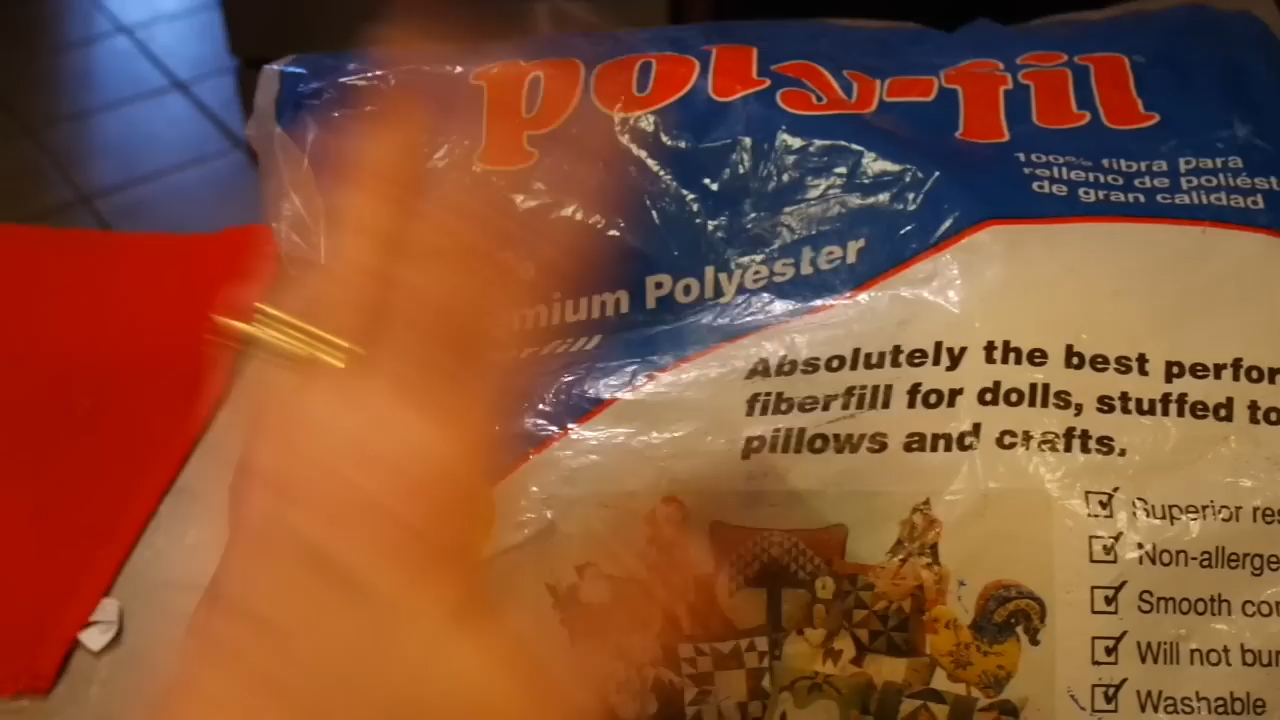 poly-fil
100% fibra para
relleno de poliést
de gran calidad
mium Polyester
rfill
Absolutely the best perfor
fiberfill for dolls, stuffed to
pillows and crafts.
Superior res
Non-allerge
Smooth co
Will not bu
Washable